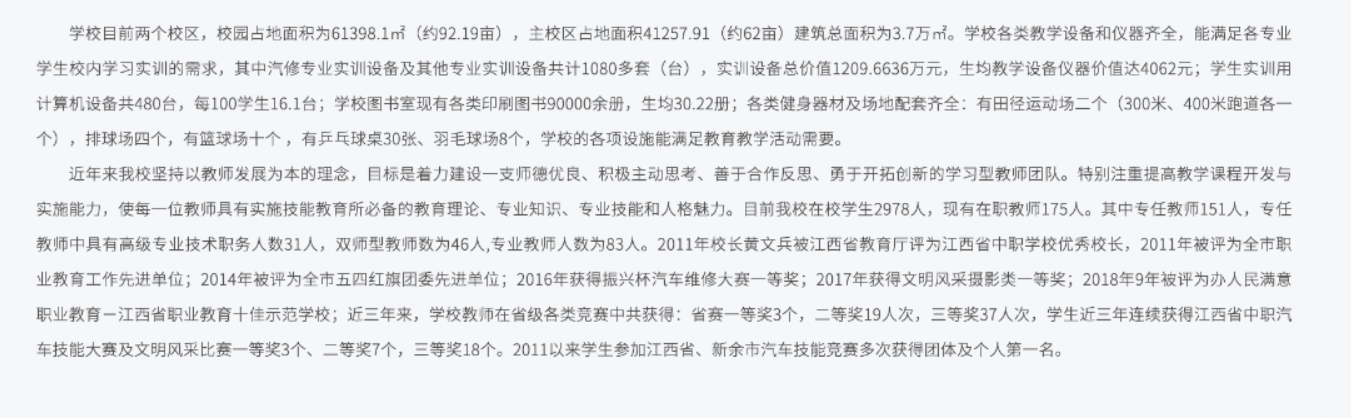 学校目前两个校区，校园占地面积为61398.1㎡（约92.19亩），主校区占地面积41257.91（约62亩）建筑总面积为3.7万㎡。学校各类教学设备和仪器齐全，能满足各专业
学生校内学习实训的需求，其中汽修专业实训设备及其他专业实训设备共计1080多套（台），实训设备总价值1209.6636万元，生均教学设备仪器价值达4062元；学生实训用
计算机设备共480台，每100学生16.1台；学校图书室现有各类印刷图书90000余册，生均30.22册；各类健身器材及场地配套齐全：有田径运动场二个（300米、400米跑道各一
个），排球场四个，有篮球场十个 ，有乒乓球桌30张、羽毛球场8个，学校的各项设施能满足教育教学活动需要。
近年来我校坚持以教师发展为本的理念，目标是着力建设一支师德优良、积极主动思考、善于合作反思、勇于开拓创新的学习型教师团队。特别注重提高教学课程开发与
实施能力，使每一位教师具有实施技能教育所必备的教育理论、专业知识、专业技能和人格魅力。目前我校在校学生2978人，现有在职教师175人。其中专任教师151人，专任
教师中具有高级专业技术职务人数31人，双师型教师数为46人,专业教师人数为83人。2011年校长黄文兵被江西省教育厅评为江西省中职学校优秀校长，2011年被评为全市职
业教育工作先进单位；2014年被评为全市五四红旗团委先进单位；2016年获得振兴杯汽车维修大赛一等奖；2017年获得文明风采摄影类一等奖；2018年9年被评为办人民满意
职业教育－江西省职业教育十佳示范学校；近三年来，学校教师在省级各类竞赛中共获得：省赛一等奖3个，二等奖19人次，三等奖37人次，学生近三年连续获得江西省中职汽
车技能大赛及文明风采比赛一等奖3个、二等奖7个，三等奖18个。2011以来学生参加江西省、新余市汽车技能竞赛多次获得团体及个人第一名。